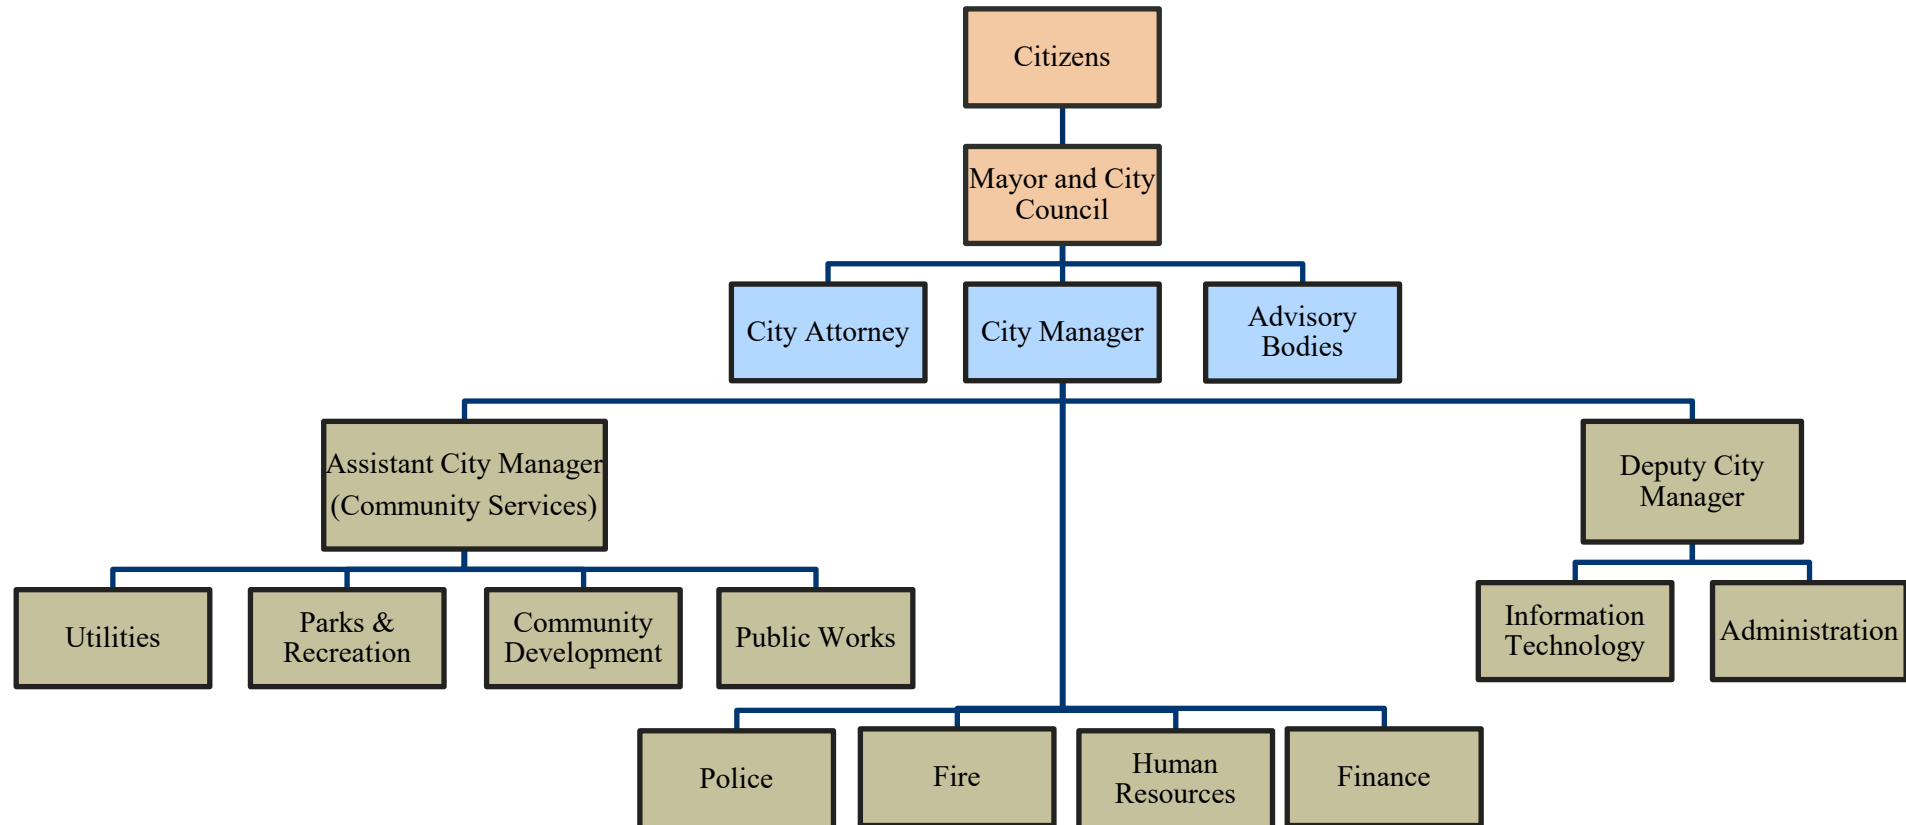 Citizens
Mayor and City
Council
City Attorney
City Manager
Advisory
Bodies
Assistant City Manager
(Community Services)
Deputy City
Manager
Utilities
Parks &
Recreation
Community
Development
Public Works
Information
Technology
Administration
Police
Fire
Human
Resources
Finance